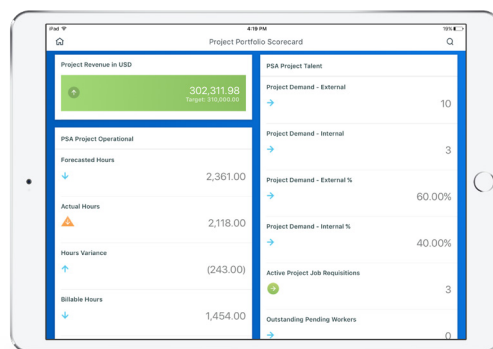 iPad
4:19 PM
19%
Project Portfolio Scorecard
Project Revenue in USD
302,311.98
Target: 310,000.00
PSA Project Operational
Forecasted Hours
2,361.00
Actual Hours
2,118.00
Hours Variance
(243.00)
Billable Hours
1,454.00
PSA Project Talent
Project Demand - External
10
Project Demand - Internal
3
Project Demand - External %
60.00%
Project Demand - Internal %
40.00%
Active Project Job Requisitions
3
Outstanding Pending Workers
0